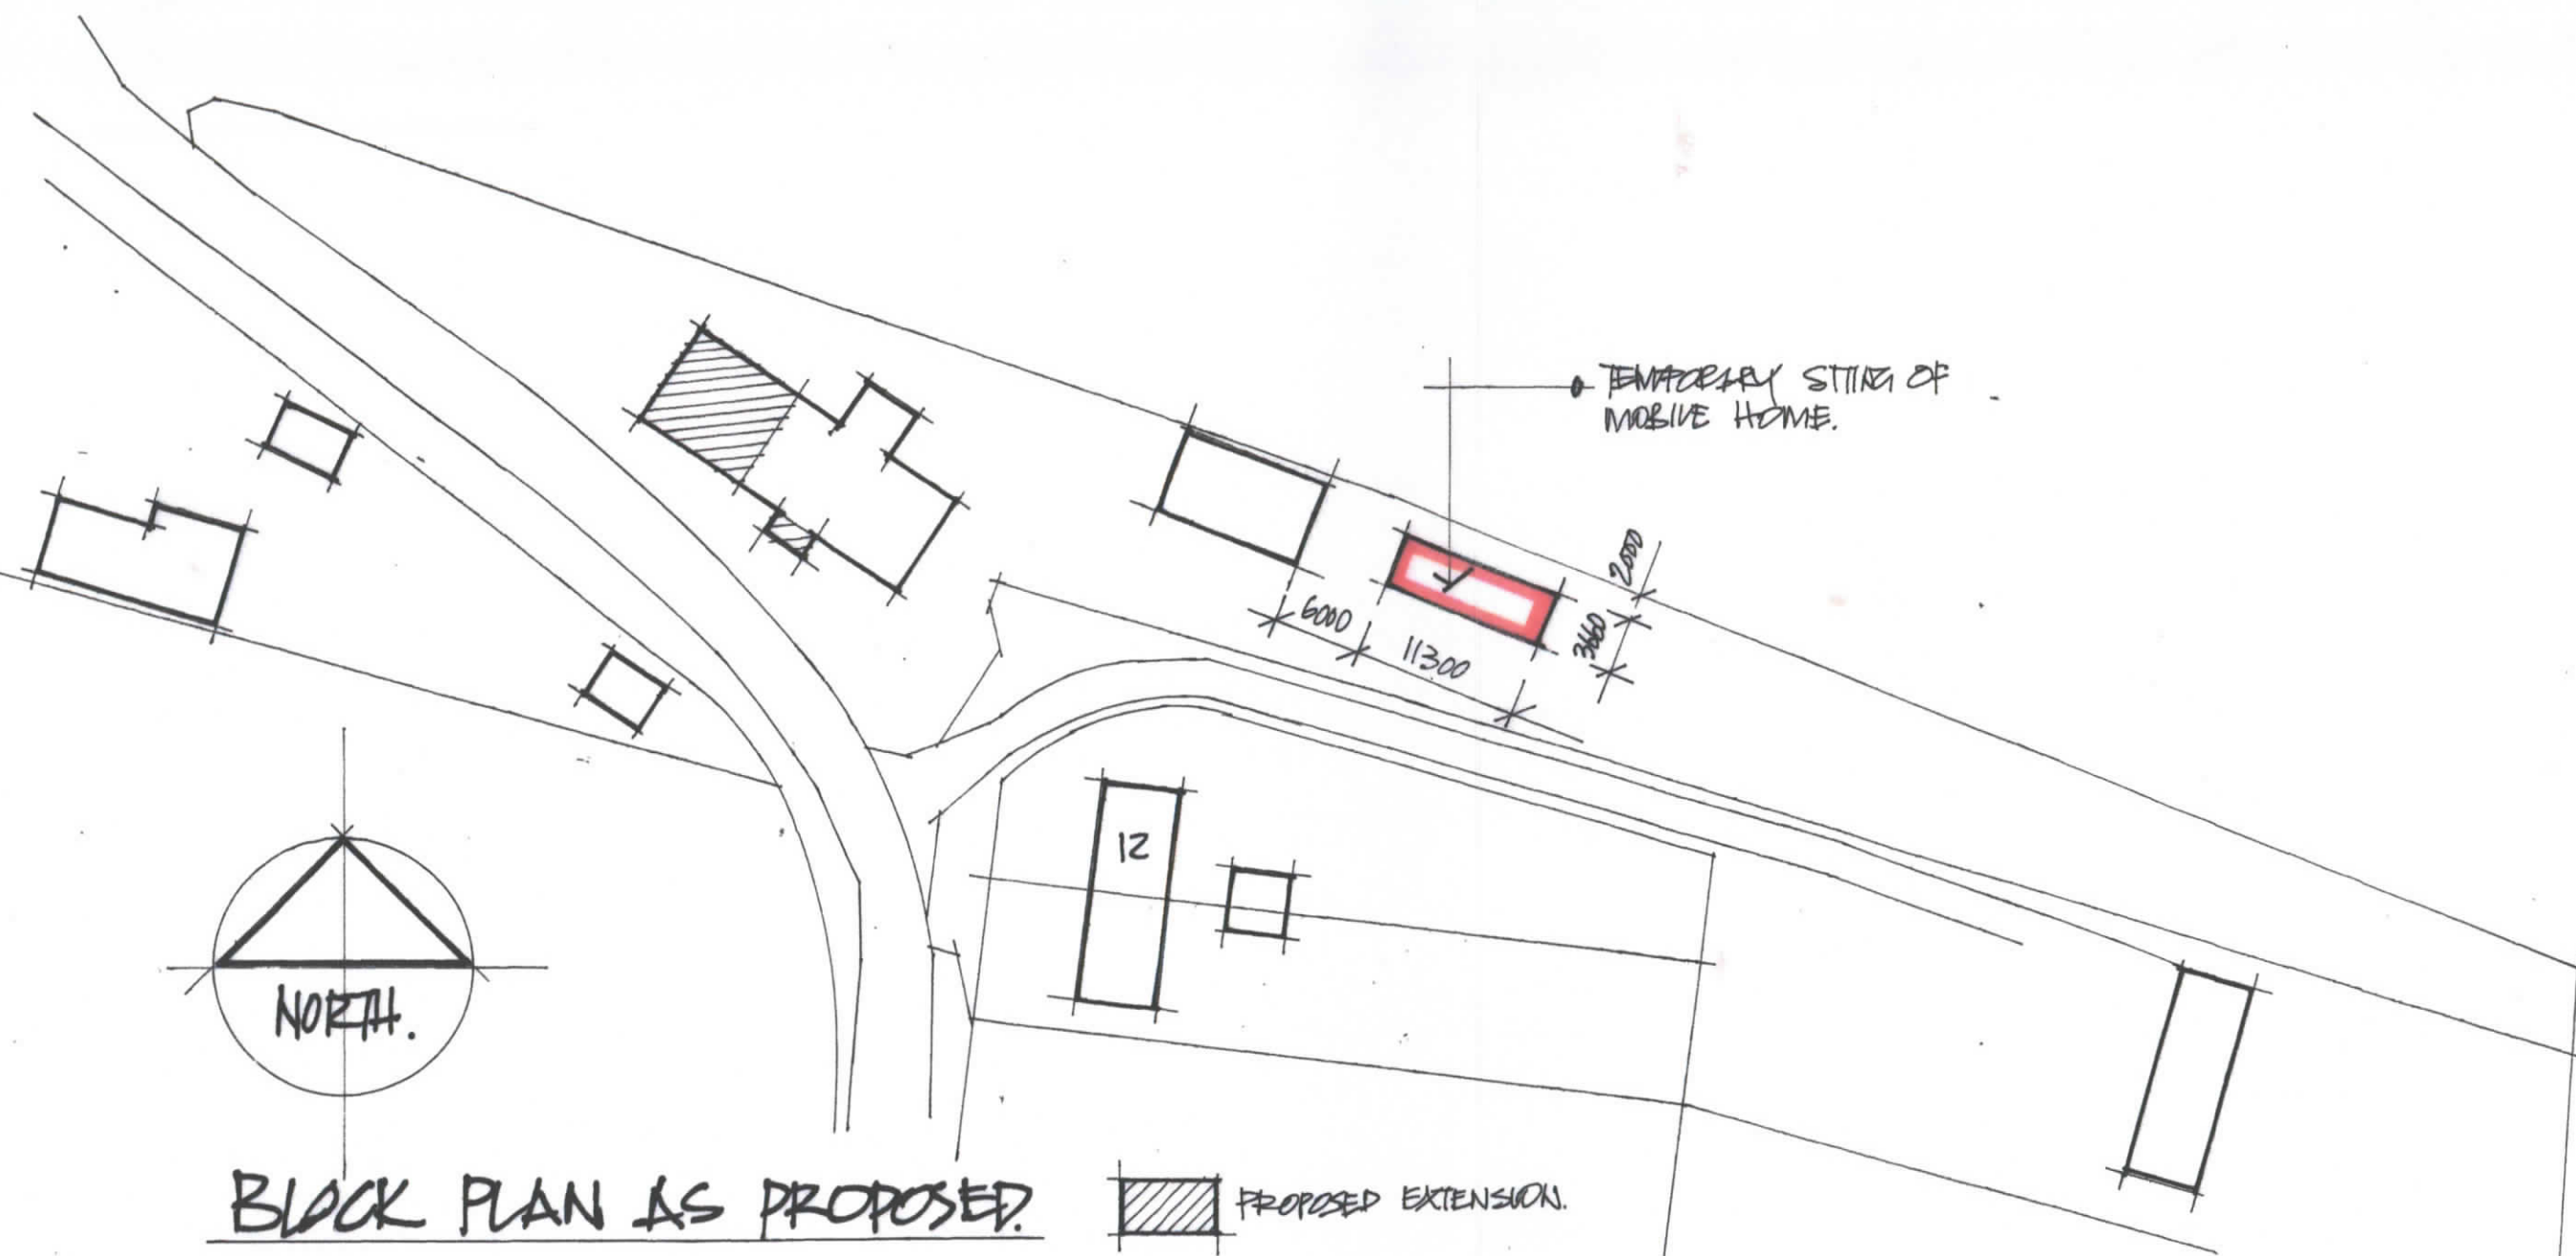 TEMPORARY SITING OF
MOBILE HOME.
2000
6000
3660
11300
12
NORTH.
BLOCK PLAN AS PROPOSED.
PROPOSED EXTENSION.